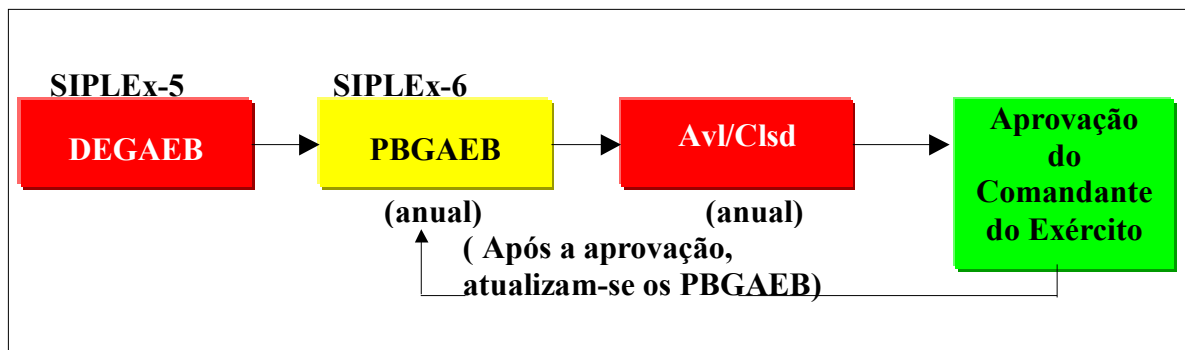 SIPLEx-5
SIPLEx-6
DEGAEB
PBGAEB
Avl/Clsd
Aprovação
do
Comandante
do Exército
(anual)
(anual)
( Após a aprovação,
atualizam-se os PBGAEB)